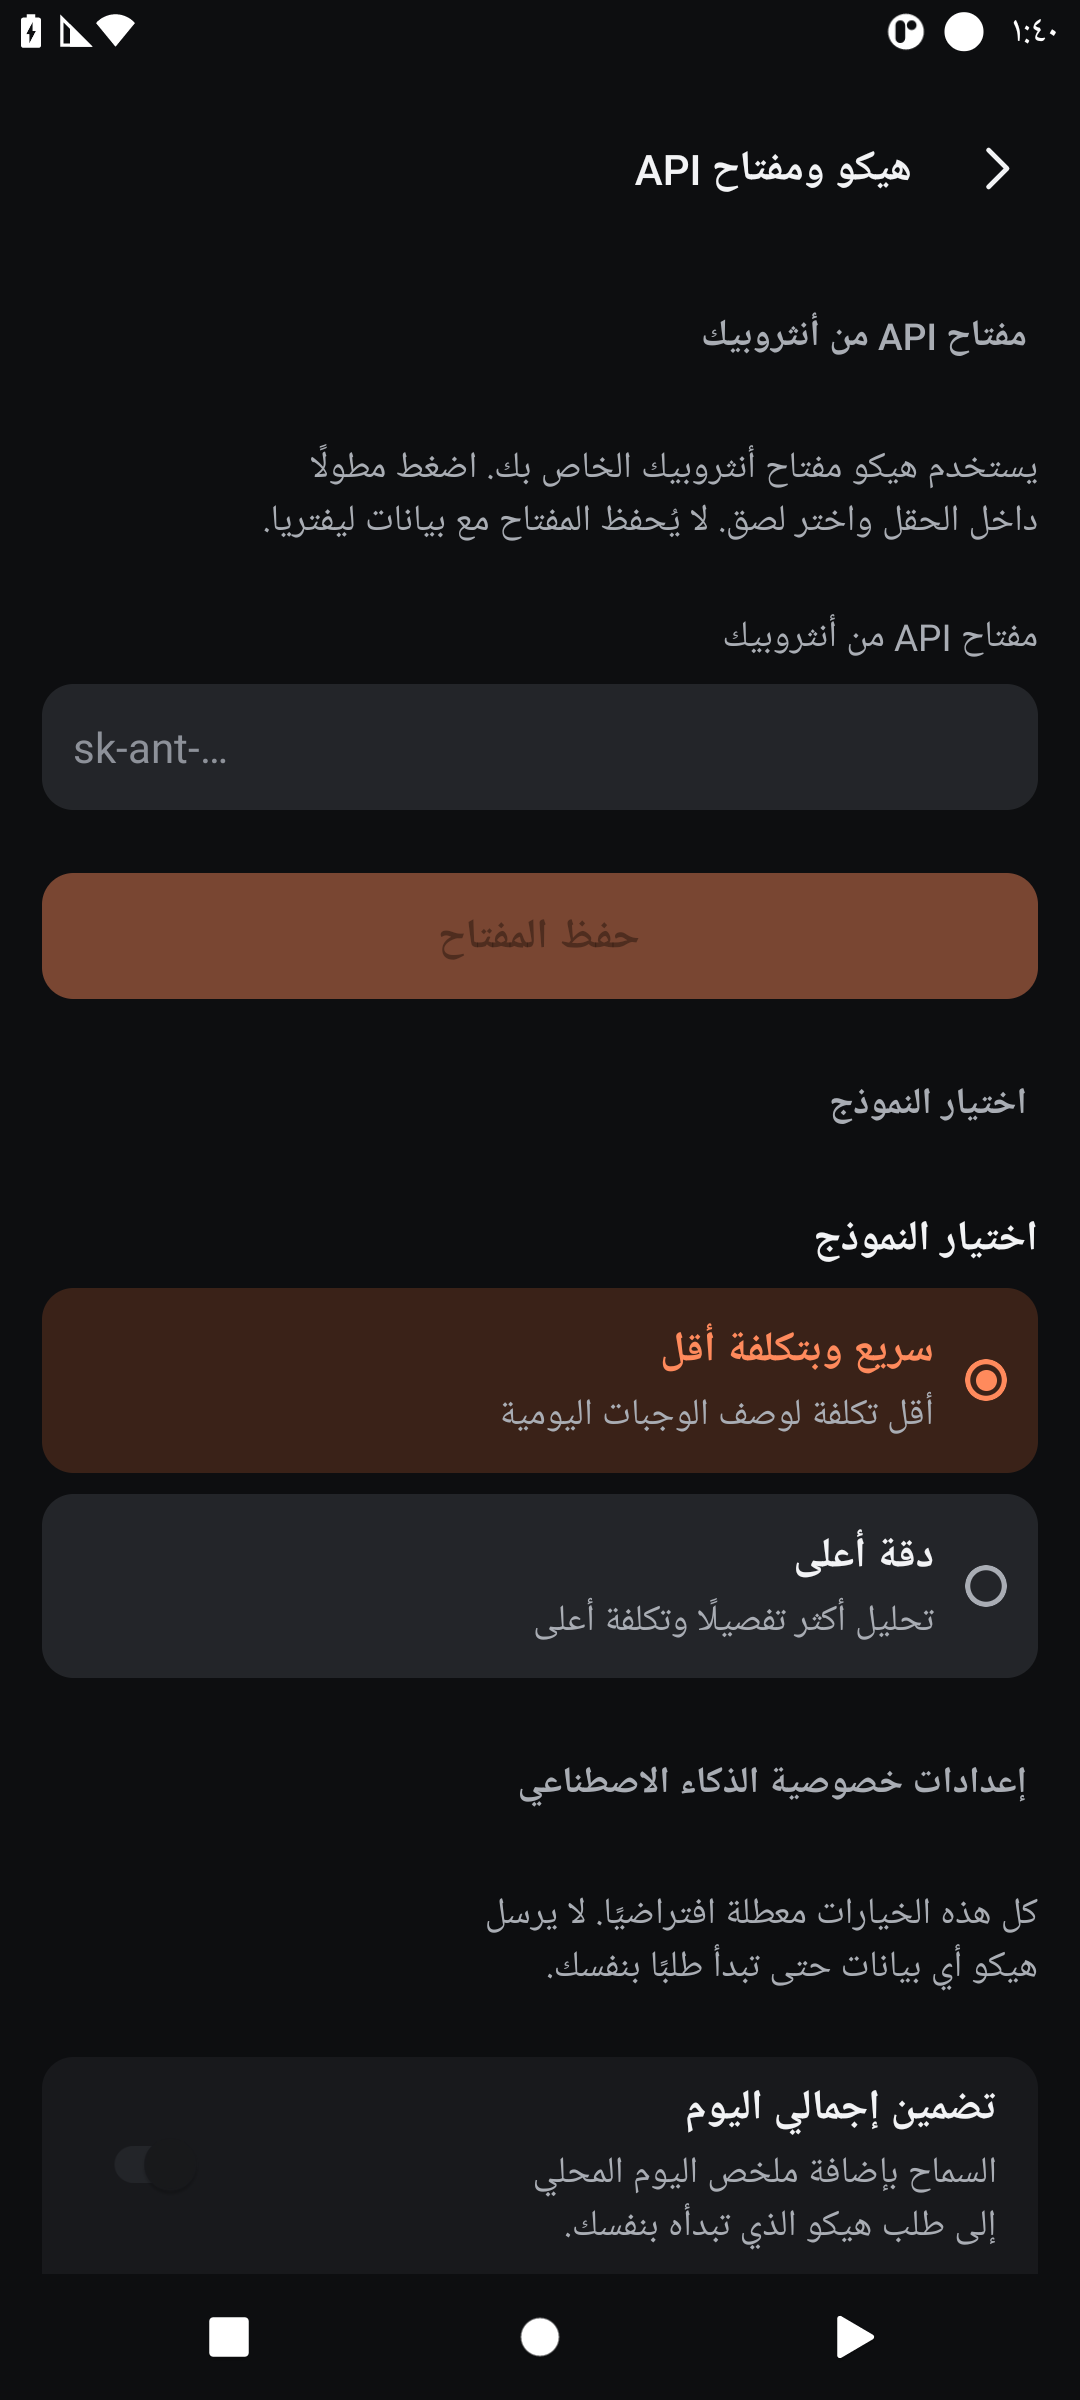 ١:٤٠
هيكو ومفتاح API
مفتاح API من أنثروبيك
يستخدم هيكو مفتاح أنثروبيك الخاص بك. اضغط مطولًا
داخل الحقل واختر لصق. لا يُحفظ المفتاح مع بيانات ليفتريا.
مفتاح API من أنثروبيك
sk-ant-...
حفظ المفتاح
اختيار النموذج
اختيار النموذج
سريع وبتكلفة أقل
أقل تكلفة لوصف الوجبات اليومية
دقة أعلى
تحليل أكثر تفصيلًا وتكلفة أعلى
إعدادات خصوصية الذكاء الاصطناعي
كل هذه الخيارات معطلة افتراضيًا. لا يرسل
هيكو أي بيانات حتى تبدأ طلبًا بنفسك.
تضمين إجمالي اليوم
السماح بإضافة ملخص اليوم المحلي
إلى طلب هيكو الذي تبدأه بنفسك.